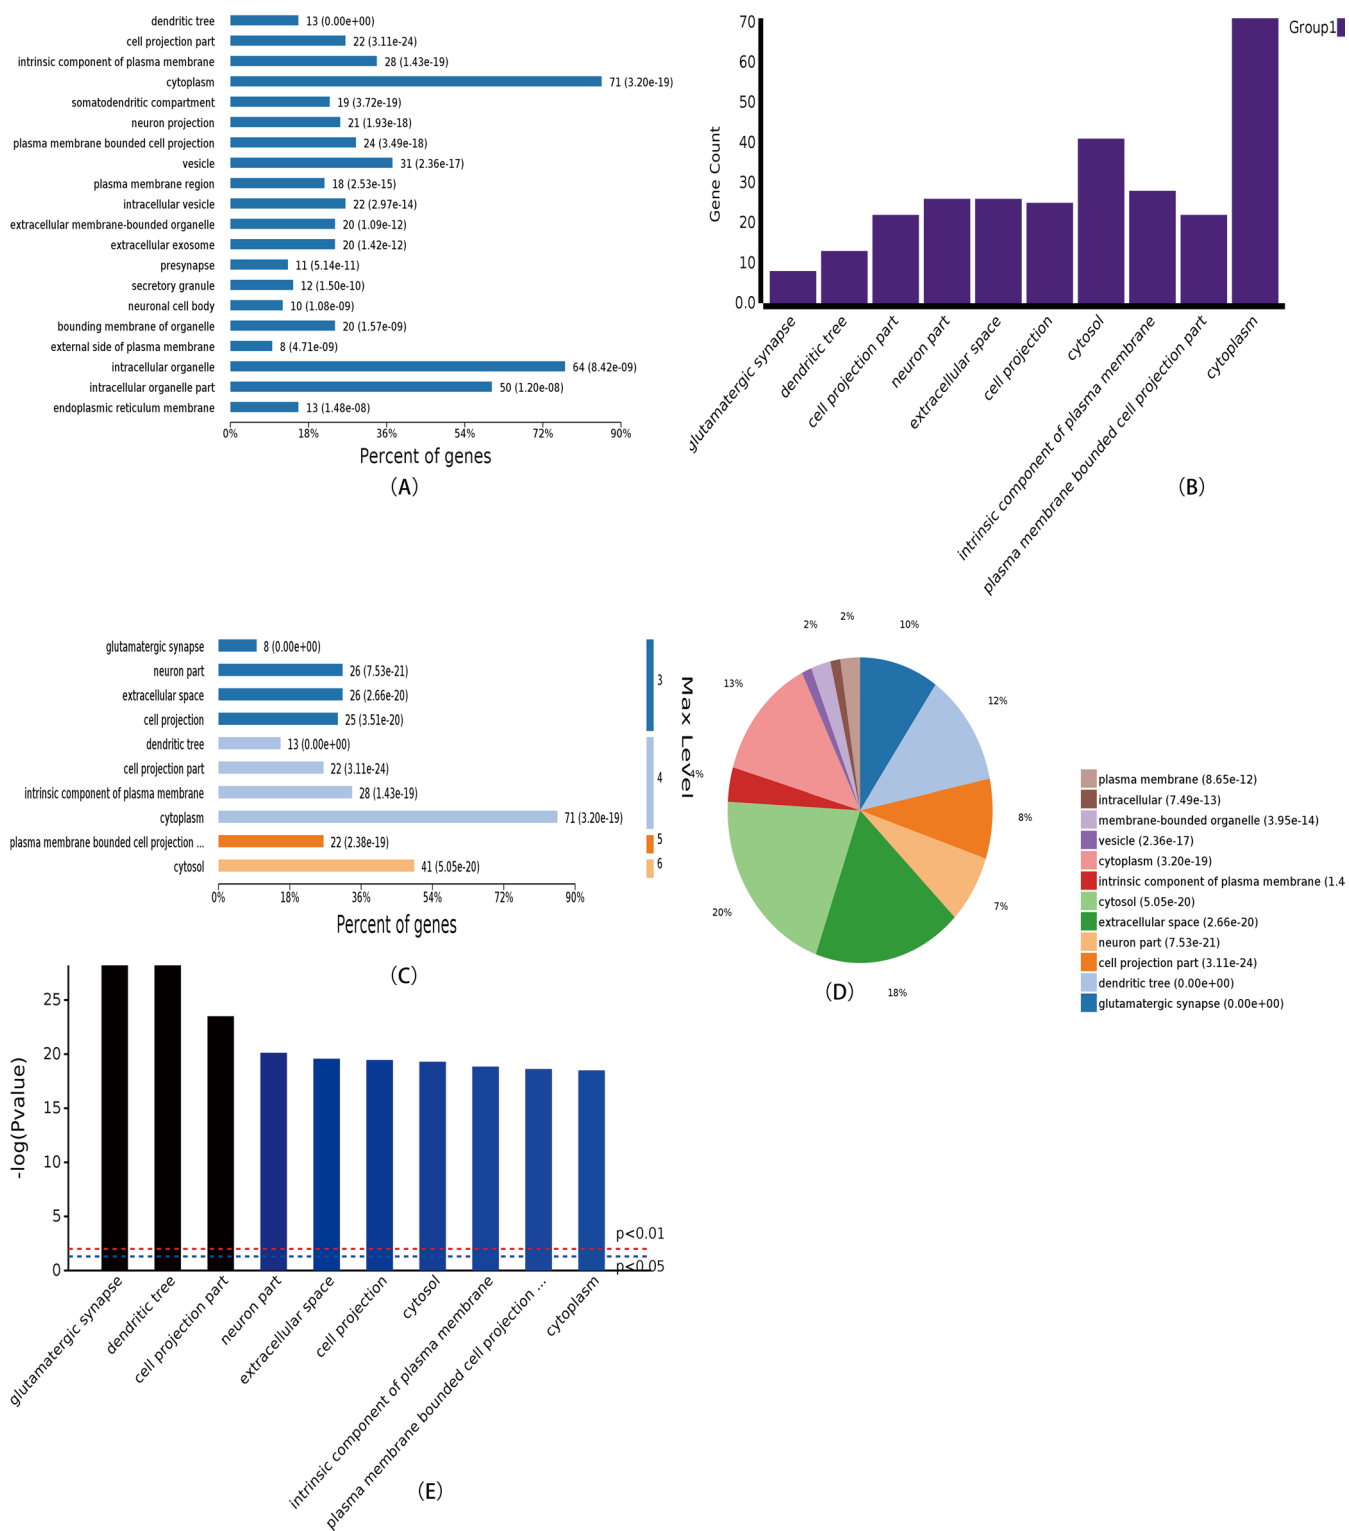 dendritic tree 13 (0.00e+00)
cell projection part 22 (3.11e-24)
intrinsic component of plasma membrane 28 (1.43e-19)
cytoplasm 71 (3.20e-19)
somatodendritic compartment 19 (3.72e-19)
neuron projection 21 (1.93e-18)
plasma membrane bounded cell projection 24 (3.49e-18)
vesicle 31 (2.36e-17)
plasma membrane region 18 (2.53e-15)
intracellular vesicle 22 (2.97e-14)
extracellular membrane-bounded organelle 20 (1.09e-12)
extracellular exosome 20 (1.42e-12)
presynapse 11 (5.14e-11)
secretory granule 12 (1.50e-10)
neuronal cell body 10 (1.08e-09)
bounding membrane of organelle 20 (1.57e-09)
external side of plasma membrane 8 (4.71e-09)
intracellular organelle 64 (8.42e-09)
intracellular organelle part 50 (1.20e-08)
endoplasmic reticulum membrane 13 (1.48e-08)
0% 18% 36% 54% 72% 90%
Percent of genes
(A)
Gene Count
70
60
50
40
30
20
10
0.0
Group1
glutamatergic synapse
dendritic tree
cell projection part
neuron part
extracellular space
cell projection
cytosol
intrinsic component of plasma membrane
plasma membrane bounded cell projection part
cytoplasm
(B)
glutamatergic synapse 8 (0.00e+00)
neuron part 26 (7.53e-21)
extracellular space 26 (2.66e-20)
cell projection 25 (3.51e-20)
dendritic tree 13 (0.00e+00)
cell projection part 22 (3.11e-24)
intrinsic component of plasma membrane 28 (1.43e-19)
cytoplasm 71 (3.20e-19)
plasma membrane bounded cell projection ... 22 (2.38e-19)
cytosol 41 (5.05e-20)
3
4
5
6
Max Level
0% 18% 36% 54% 72% 90%
Percent of genes
(C)
2%
2%
10%
13%
12%
4%
8%
20%
7%
18%
(D)
plasma membrane (8.65e-12)
intracellular (7.49e-13)
membrane-bounded organelle (3.95e-14)
vesicle (2.36e-17)
cytoplasm (3.20e-19)
intrinsic component of plasma membrane (1.4
cytosol (5.05e-20)
extracellular space (2.66e-20)
neuron part (7.53e-21)
cell projection part (3.11e-24)
dendritic tree (0.00e+00)
glutamatergic synapse (0.00e+00)
-log(Pvalue)
25
20
15
10
5
0
p<0.01
p<0.05
glutamatergic synapse
dendritic tree
cell projection part
neuron part
extracellular space
cell projection
cytosol
intrinsic component of plasma membrane
plasma membrane bounded cell projection ...
cytoplasm
(E)